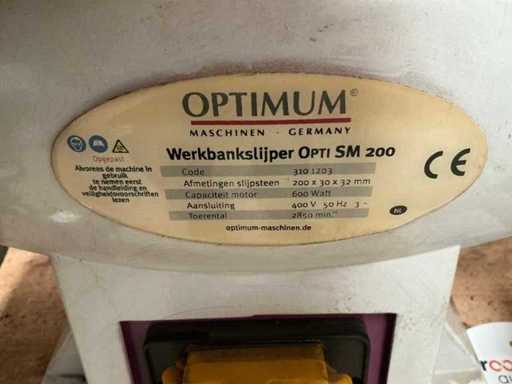 OPTIMUM®
MASCHINEN - GERMANY
Werkbankslijper OPTI SM 200
Code 310 1203
Afmetingen slijpsteen 200 x 30 x 32 mm
Capaciteit motor 600 Watt
Aansluiting 400 V 50 Hz 3 ~
Toerental 2850 min.⁻¹
optimum-maschinen.de
Opgepast
Alvorens de machine in
gebruik
te nemen eerst
de handleiding en
veiligheidsvoorschriften
lezen
CE
NL